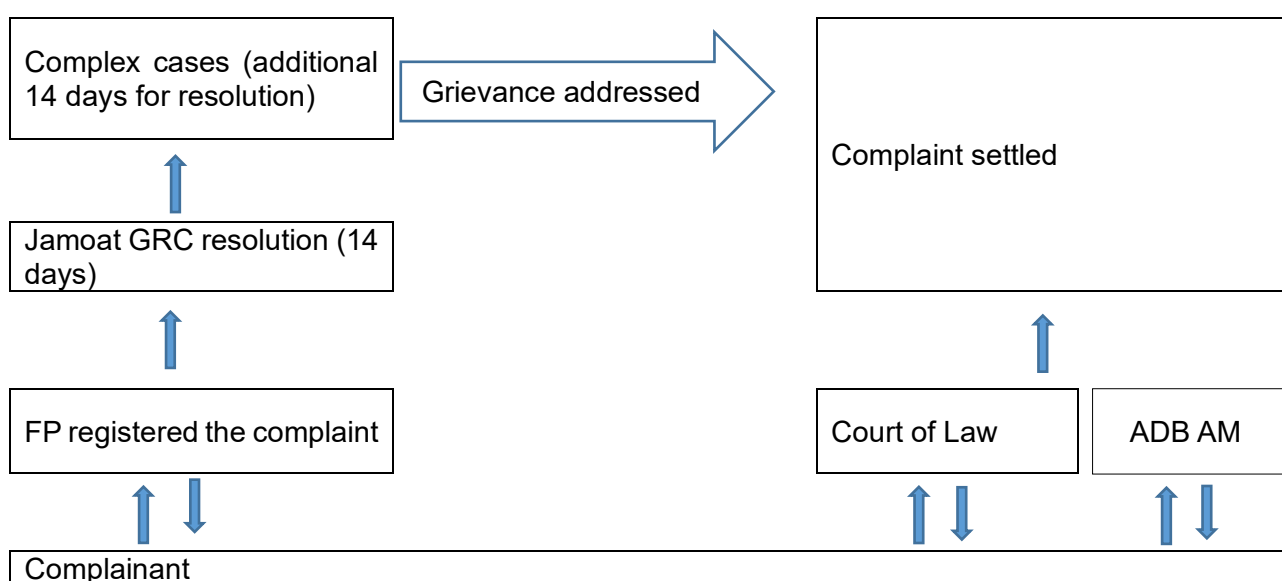 Complex cases (additional
14 days for resolution)
Grievance addressed
Complaint settled
Jamoat GRC resolution (14
days)
FP registered the complaint
Court of Law
ADB AM
Complainant